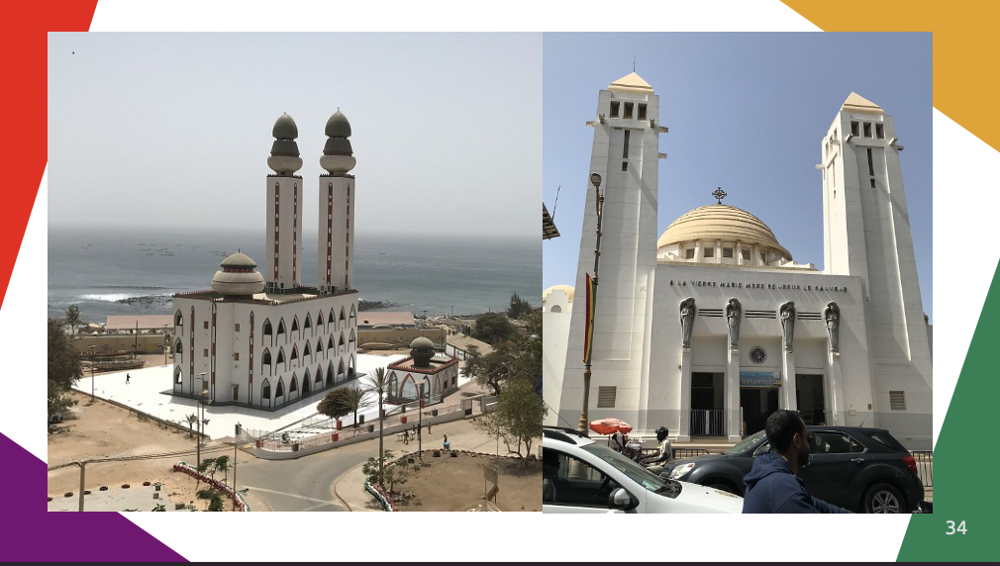 A LA VIERGE MARIE MERE DE JESUS LE SAUVEUR
34